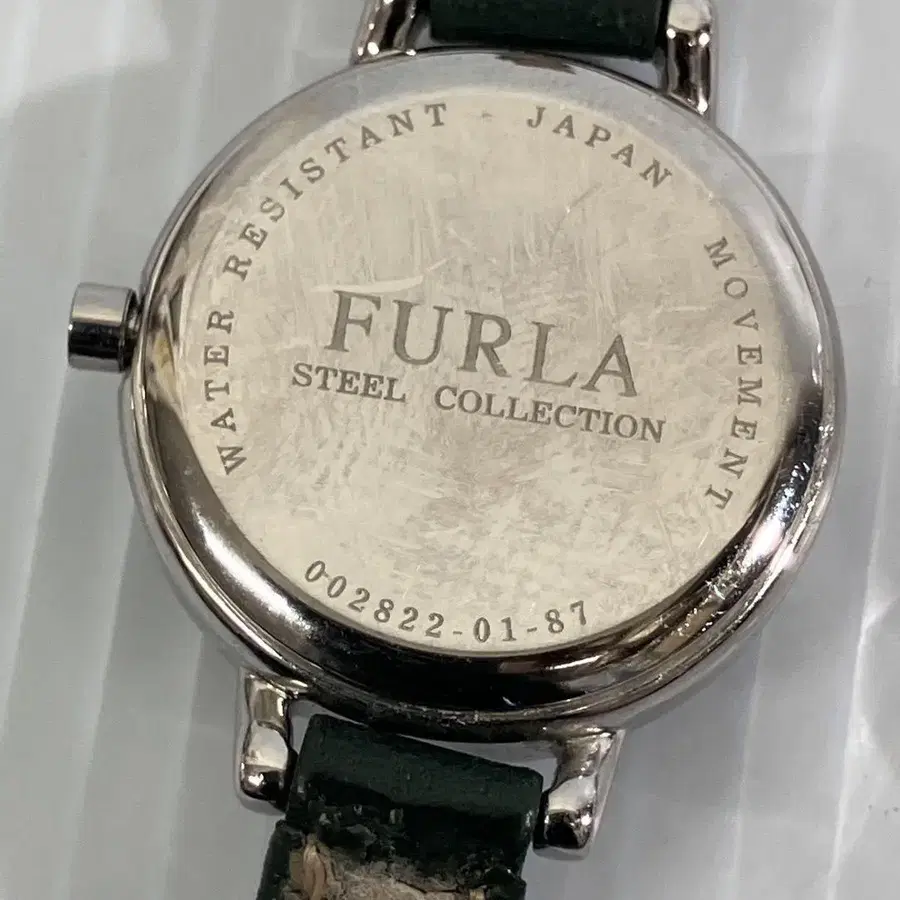 WATER RESISTANT - JAPAN MOVEMENT
FURLA
STEEL COLLECTION
002822-01-87